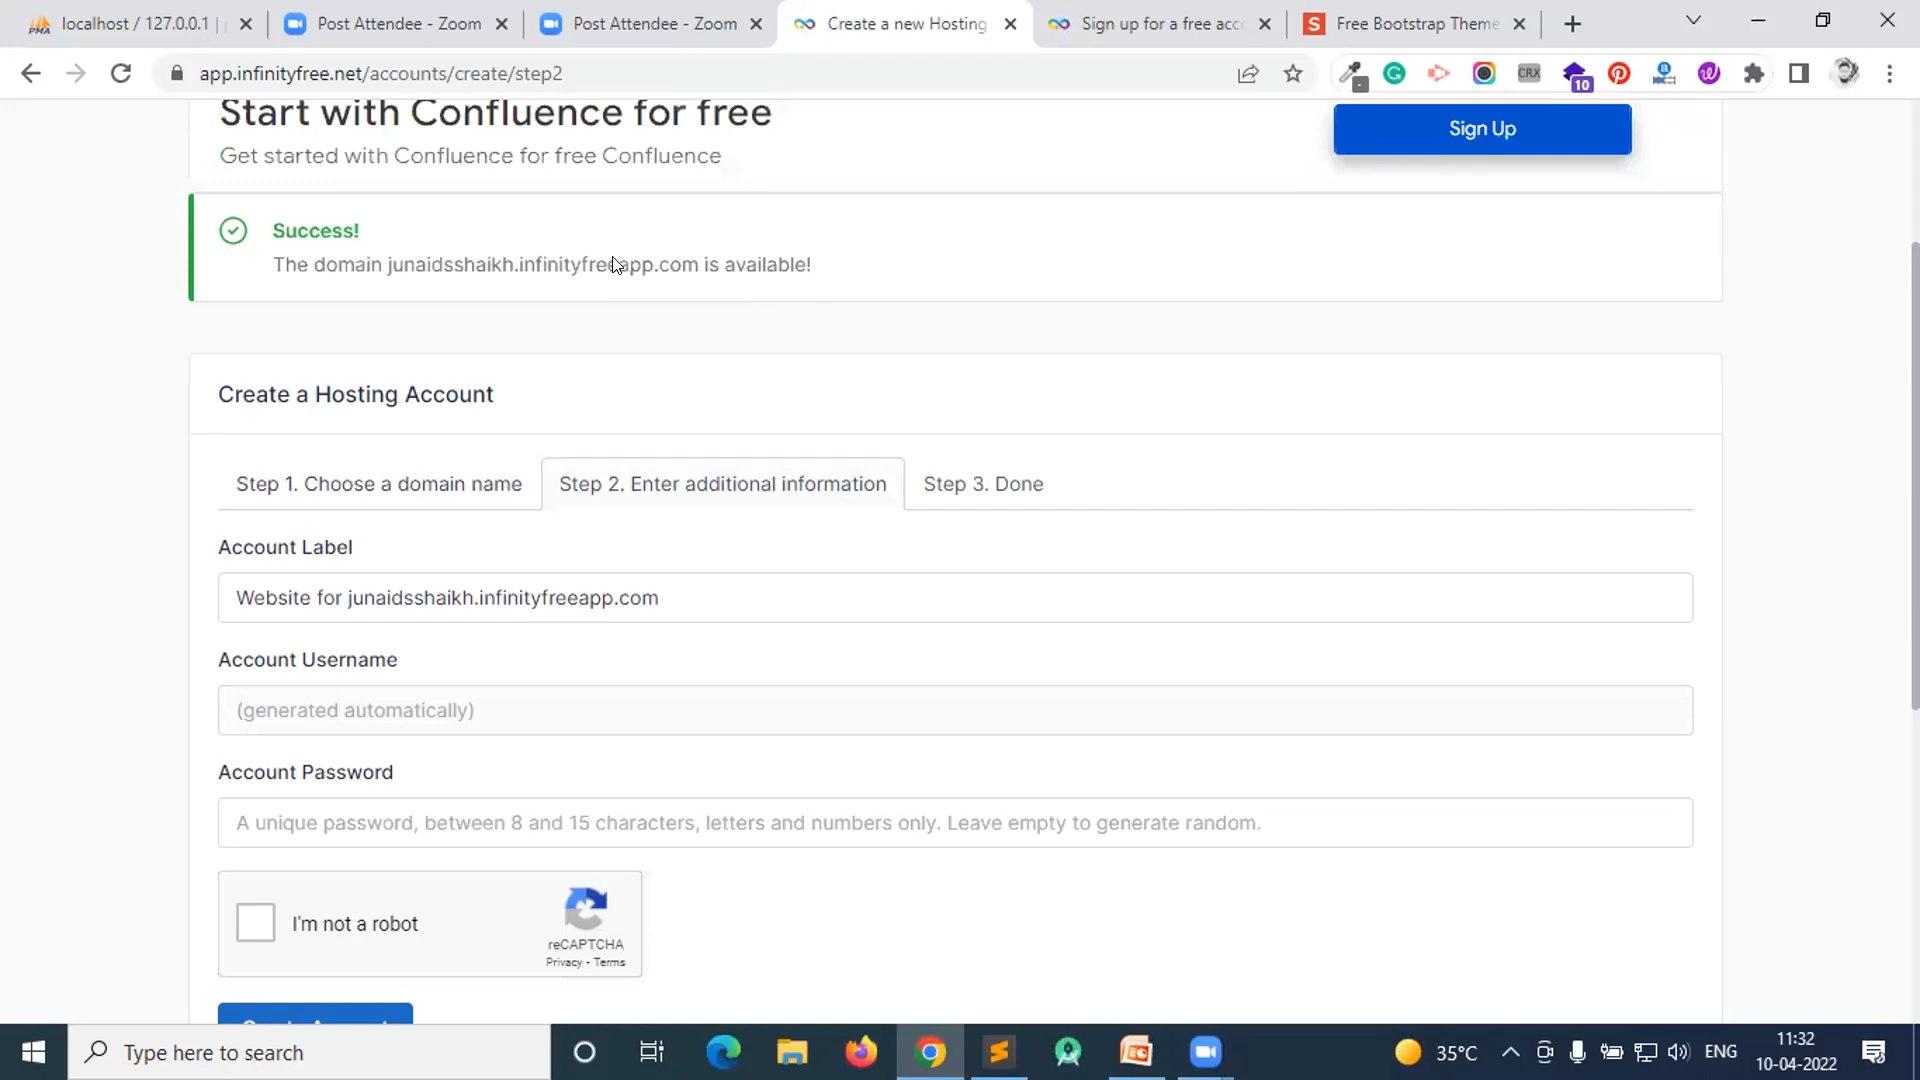 PMA
localhost / 127.0.0.1 |
Post Attendee - Zoom
Post Attendee - Zoom
Create a new Hosting
Sign up for a free acc
S
Free Bootstrap Theme
app.infinityfree.net/accounts/create/step2
CRX
10
Start with Confluence for free
Get started with Confluence for free Confluence
Sign Up
Success!
The domain junaidsshaikh.infinityfreeapp.com is available!
Create a Hosting Account
Step 1. Choose a domain name
Step 2. Enter additional information
Step 3. Done
Account Label
Website for junaidsshaikh.infinityfreeapp.com
Account Username
(generated automatically)
Account Password
A unique password, between 8 and 15 characters, letters and numbers only. Leave empty to generate random.
I'm not a robot
reCAPTCHA
Privacy - Terms
Type here to search
35°C
ENG
11:32
10-04-2022